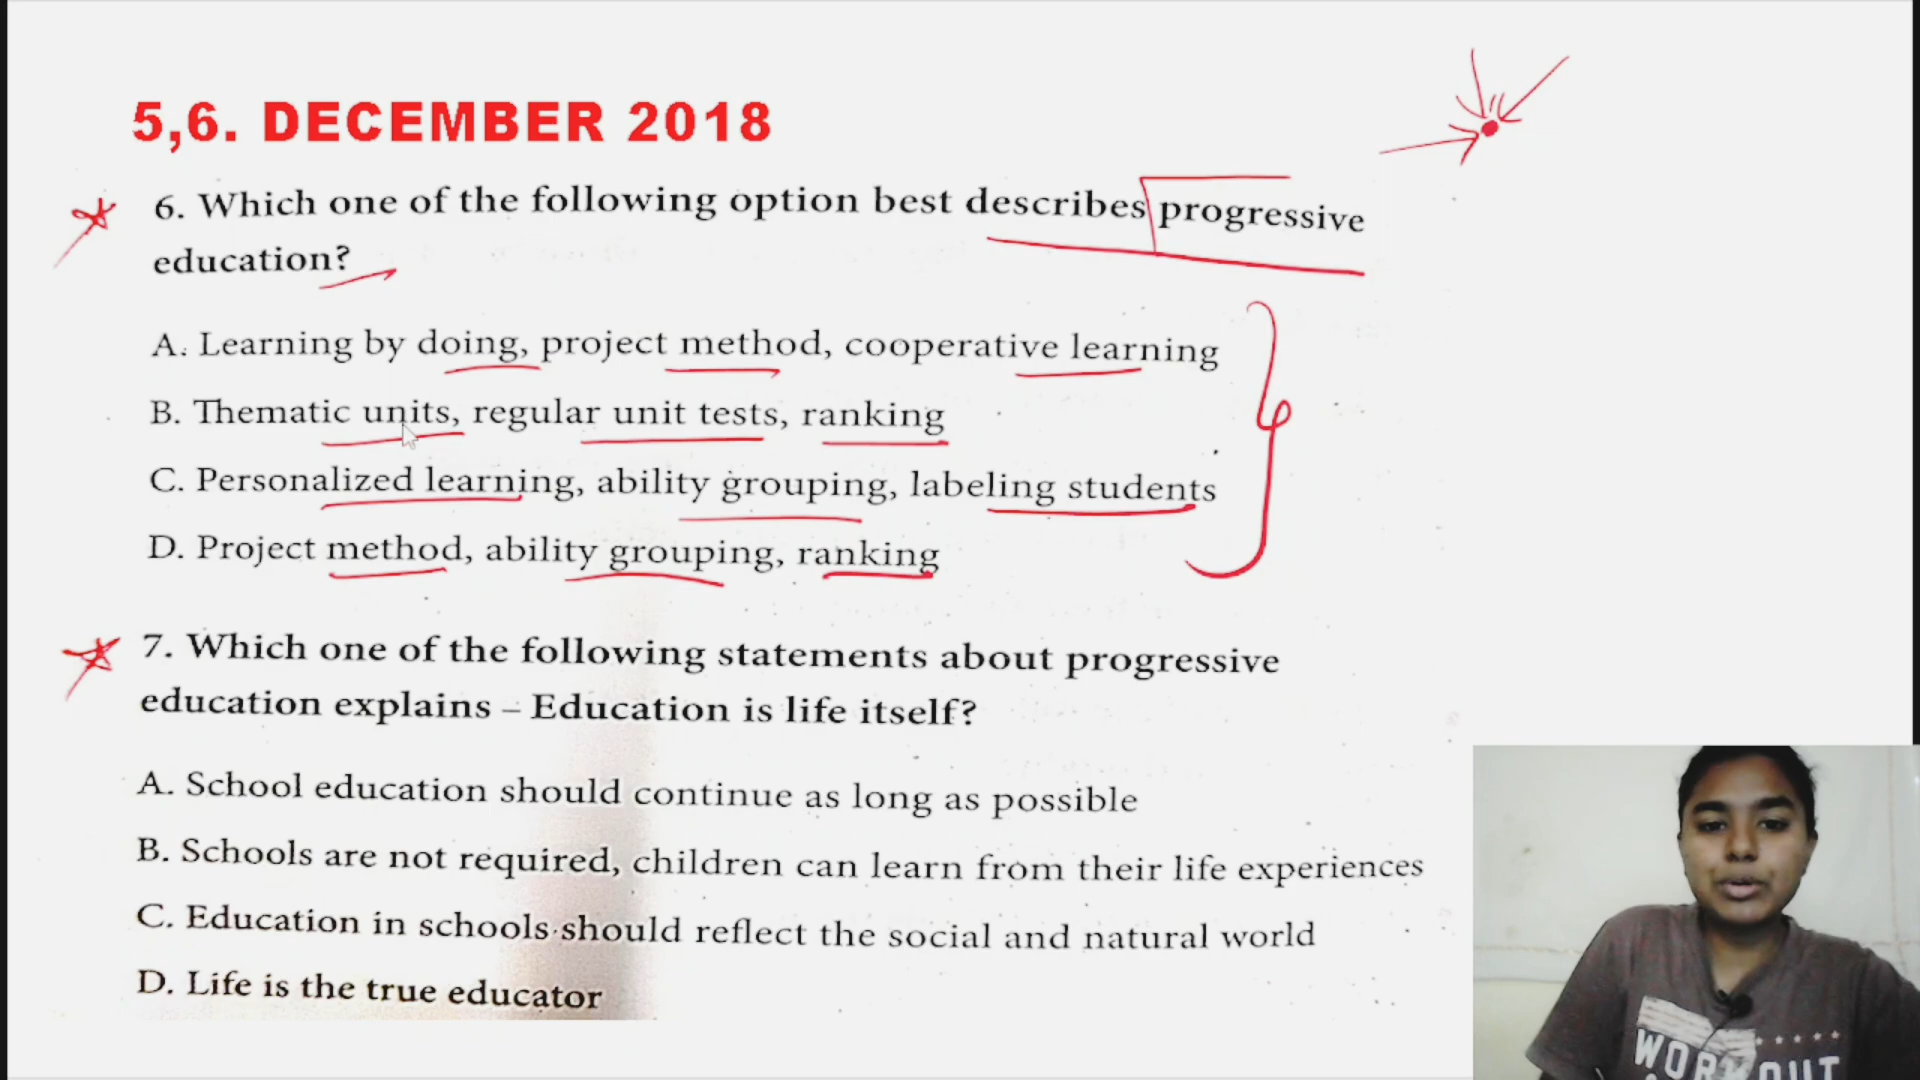 5,6. DECEMBER 2018
6. Which one of the following option best describes progressive
education?
A. Learning by doing, project method, cooperative learning
B. Thematic units, regular unit tests, ranking
C. Personalized learning, ability grouping, labeling students
D. Project method, ability grouping, ranking
7. Which one of the following statements about progressive
education explains – Education is life itself?
A. School education should continue as long as possible
B. Schools are not required, children can learn from their life experiences
C. Education in schools should reflect the social and natural world
D. Life is the true educator
WORKOUT